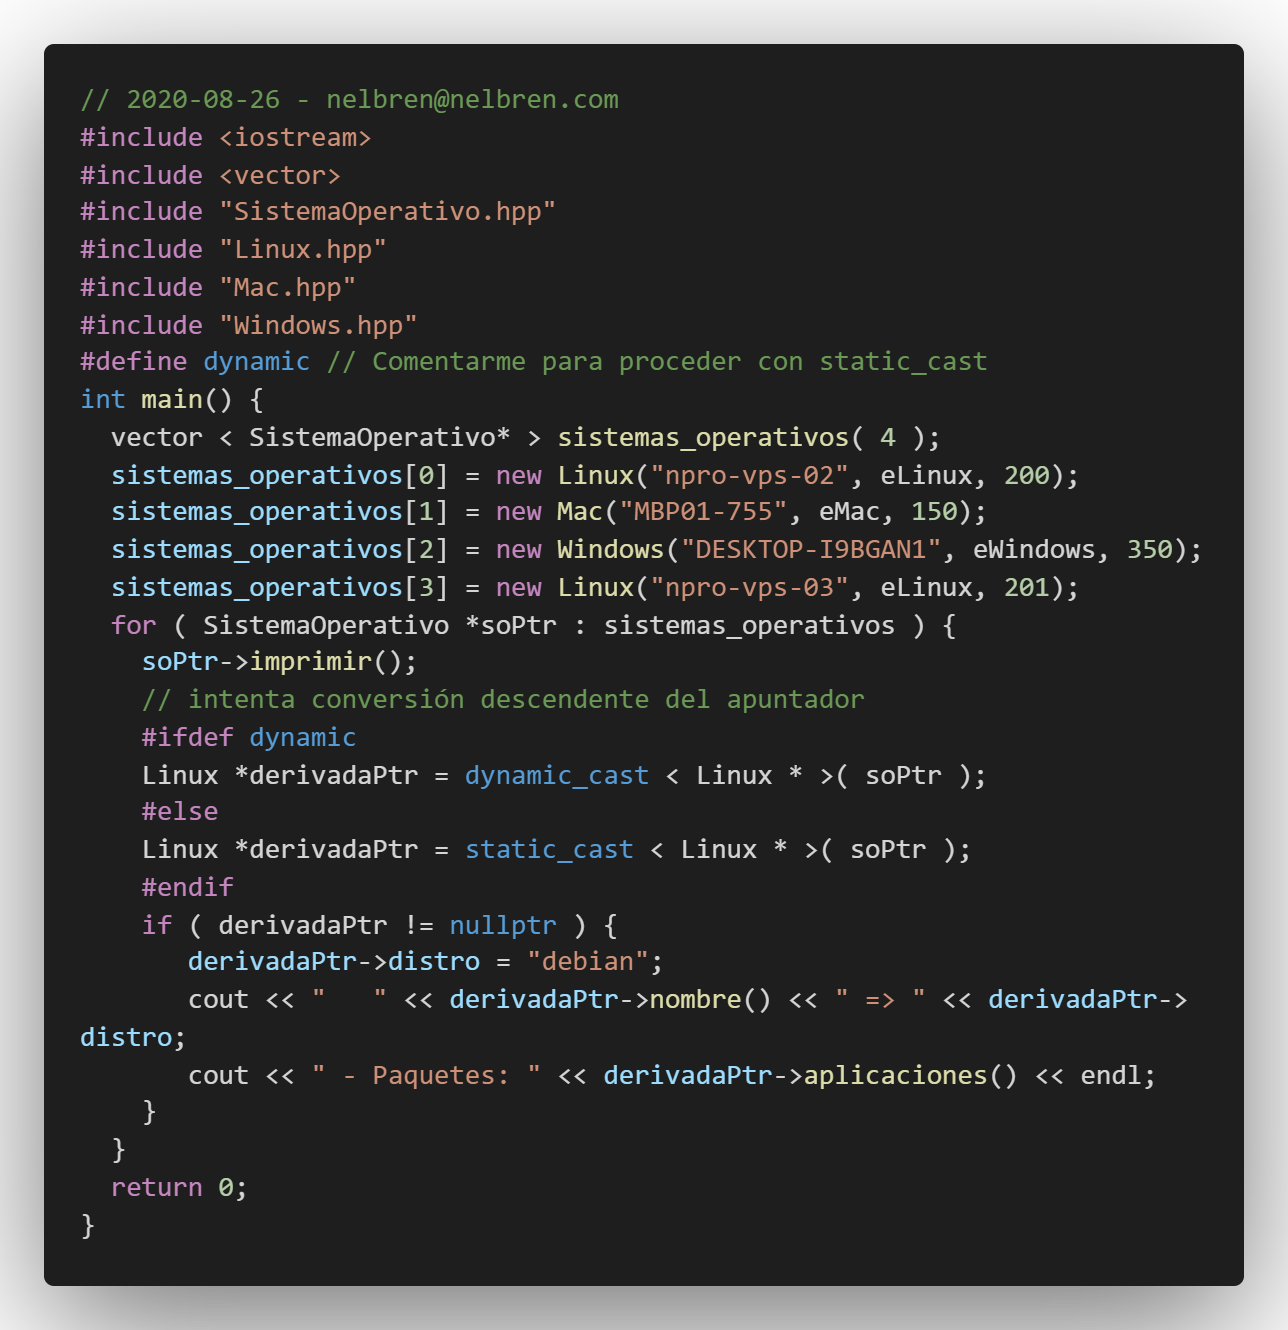 // 2020-08-26 - nelbren@nelbren.com
#include <iostream>
#include <vector>
#include "SistemaOperativo.hpp"
#include "Linux.hpp"
#include "Mac.hpp"
#include "Windows.hpp"
#define dynamic // Comentarme para proceder con static_cast
int main() {
  vector < SistemaOperativo* > sistemas_operativos( 4 );
  sistemas_operativos[0] = new Linux("npro-vps-02", eLinux, 200);
  sistemas_operativos[1] = new Mac("MBP01-755", eMac, 150);
  sistemas_operativos[2] = new Windows("DESKTOP-I9BGAN1", eWindows, 350);
  sistemas_operativos[3] = new Linux("npro-vps-03", eLinux, 201);
  for ( SistemaOperativo *soPtr : sistemas_operativos ) {
    soPtr->imprimir();
    // intenta conversión descendente del apuntador
    #ifdef dynamic
    Linux *derivadaPtr = dynamic_cast < Linux * >( soPtr );
    #else
    Linux *derivadaPtr = static_cast < Linux * >( soPtr );
    #endif
    if ( derivadaPtr != nullptr ) {
       derivadaPtr->distro = "debian";
       cout << "   " << derivadaPtr->nombre() << " => " << derivadaPtr->
distro;
       cout << " - Paquetes: " << derivadaPtr->aplicaciones() << endl;
    }
  }
  return 0;
}